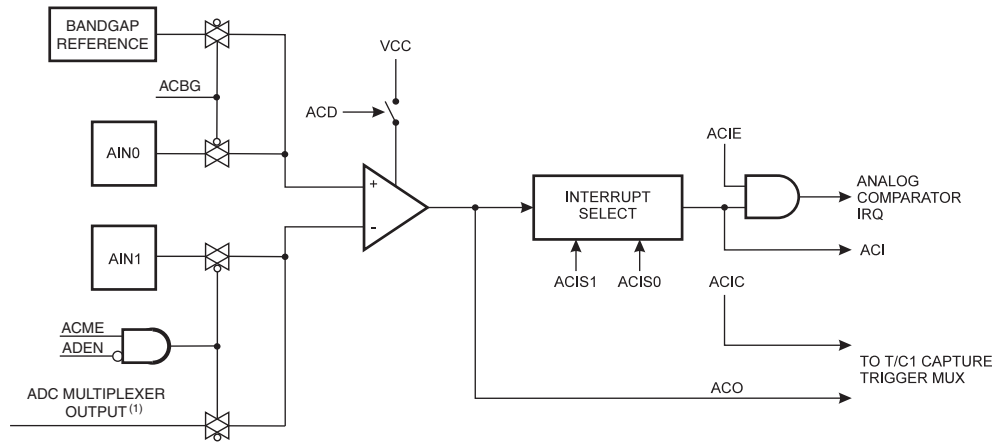 BANDGAP
REFERENCE
VCC
ACBG
ACD
AIN0
ACIE
+
INTERRUPT
SELECT
ANALOG
COMPARATOR
IRQ
-
AIN1
ACI
ACIS1
ACIS0
ACIC
ACME
ADEN
TO T/C1 CAPTURE
TRIGGER MUX
ADC MULTIPLEXER
OUTPUT (1)
ACO